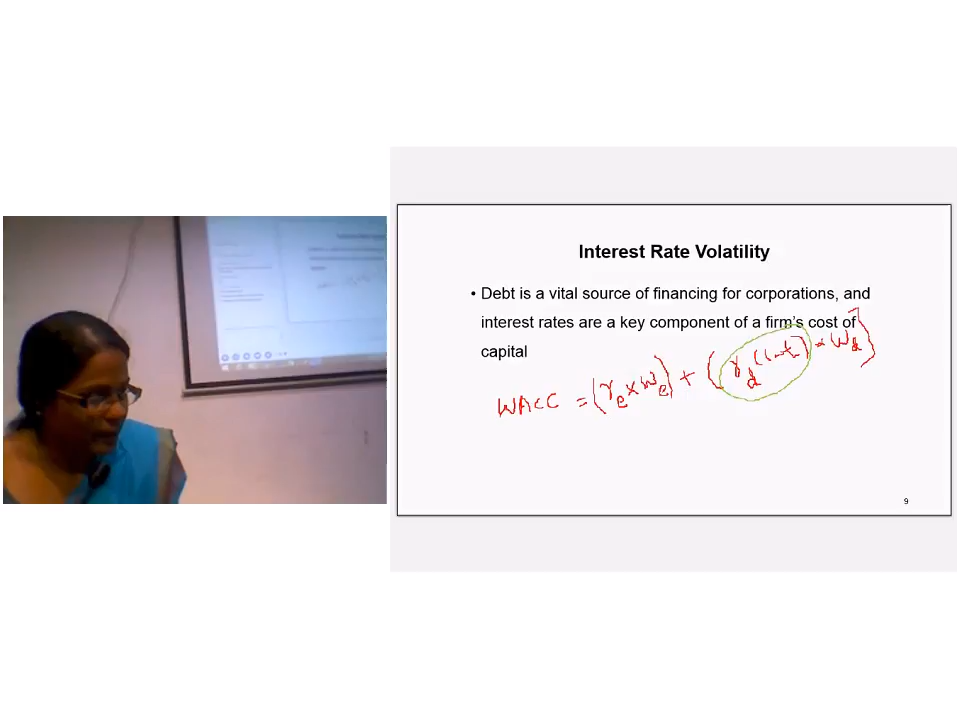 Interest Rate Volatility
• Debt is a vital source of financing for corporations, and
interest rates are a key component of a firm's cost of
capital
WACC = (re × We) + (rd (1-t) × Wd)
9